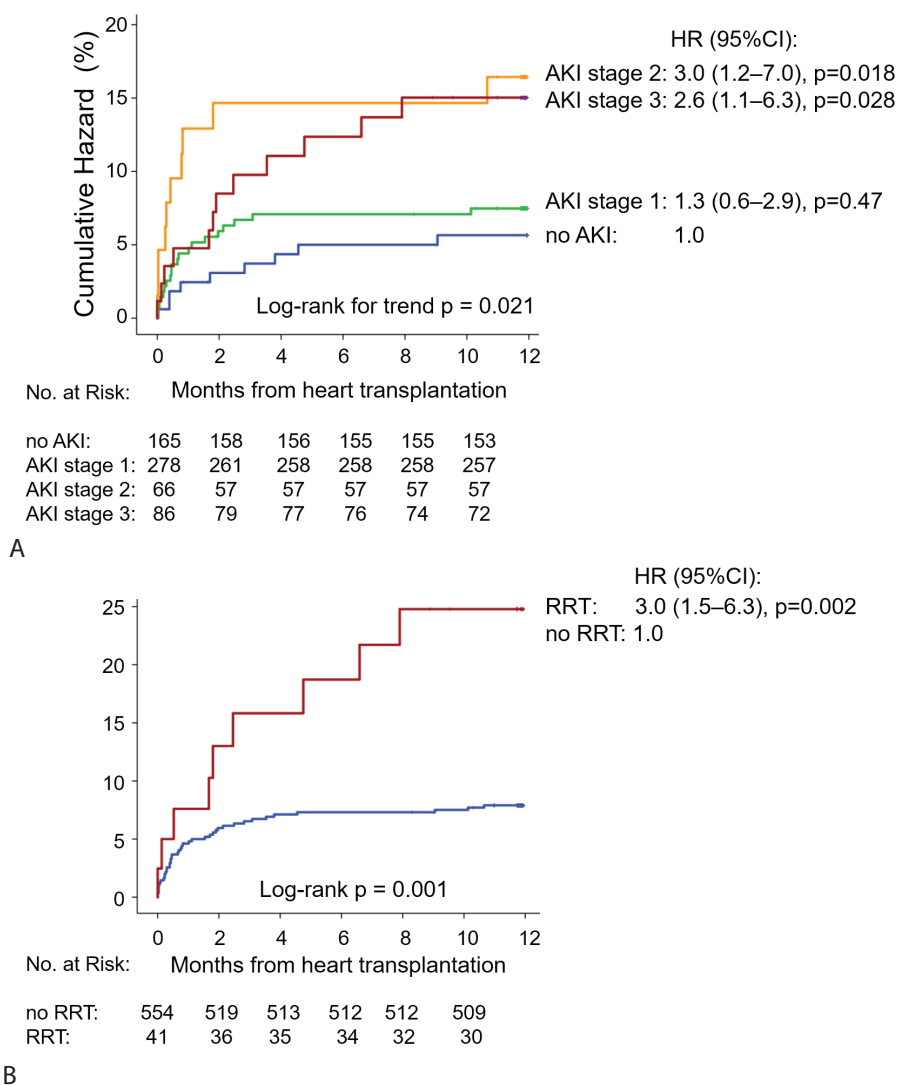 20
15
10
5
0
Cumulative Hazard (%)
HR (95%CI):
AKI stage 2: 3.0 (1.2–7.0), p=0.018
AKI stage 3: 2.6 (1.1–6.3), p=0.028
AKI stage 1: 1.3 (0.6–2.9), p=0.47
no AKI: 1.0
Log-rank for trend p = 0.021
0 2 4 6 8 10 12
Months from heart transplantation
No. at Risk:
no AKI: 165 158 156 155 155 153
AKI stage 1: 278 261 258 258 258 257
AKI stage 2: 66 57 57 57 57 57
AKI stage 3: 86 79 77 76 74 72
A
HR (95%CI):
RRT: 3.0 (1.5–6.3), p=0.002
no RRT: 1.0
25
20
15
10
5
0
Log-rank p = 0.001
0 2 4 6 8 10 12
Months from heart transplantation
No. at Risk:
no RRT: 554 519 513 512 512 509
RRT: 41 36 35 34 32 30
B